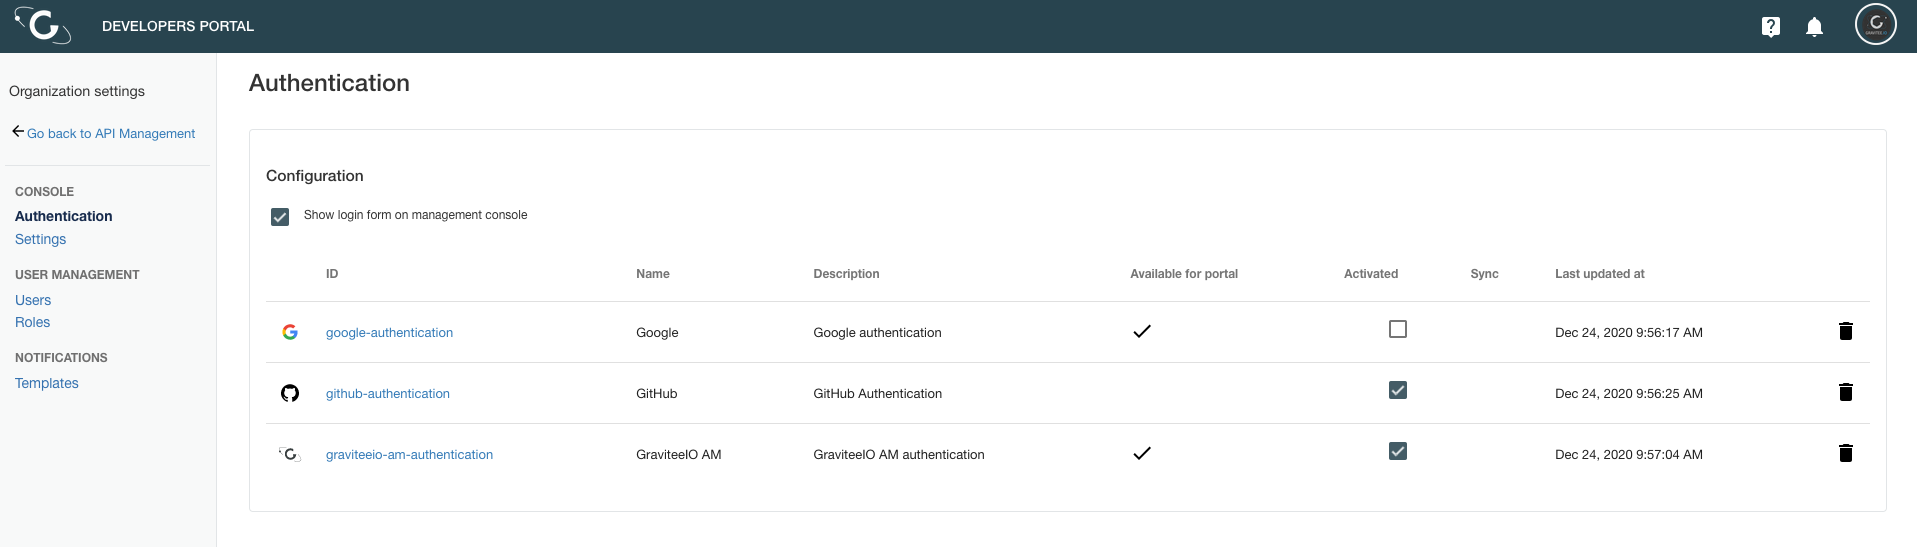 DEVELOPERS PORTAL
Organization settings
Go back to API Management
CONSOLE
Authentication
Settings
USER MANAGEMENT
Users
Roles
NOTIFICATIONS
Templates
Authentication
Configuration
Show login form on management console
ID Name Description Available for portal Activated Sync Last updated at
google-authentication Google Google authentication Dec 24, 2020 9:56:17 AM
github-authentication GitHub GitHub Authentication Dec 24, 2020 9:56:25 AM
graviteeio-am-authentication GraviteeIO AM GraviteeIO AM authentication Dec 24, 2020 9:57:04 AM